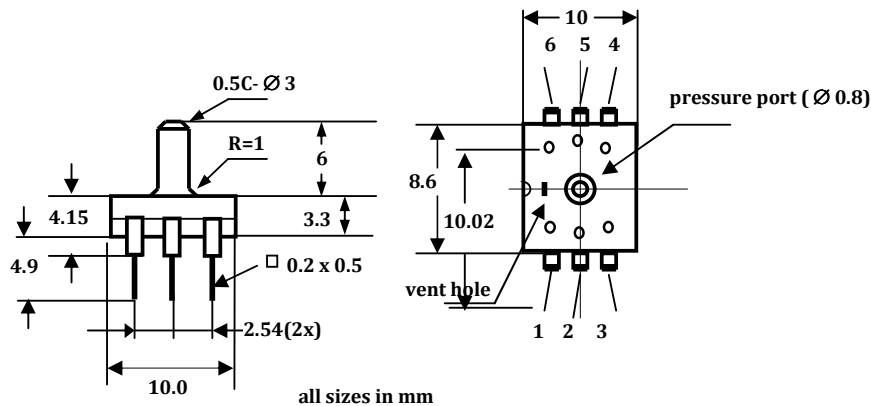 0.5C- Ø 3
R=1
6
4.15
3.3
4.9
□ 0.2 x 0.5
2.54(2x)
10.0
all sizes in mm
10
6 5 4
pressure port ( Ø 0.8)
8.6
10.02
vent hole
1 2 3